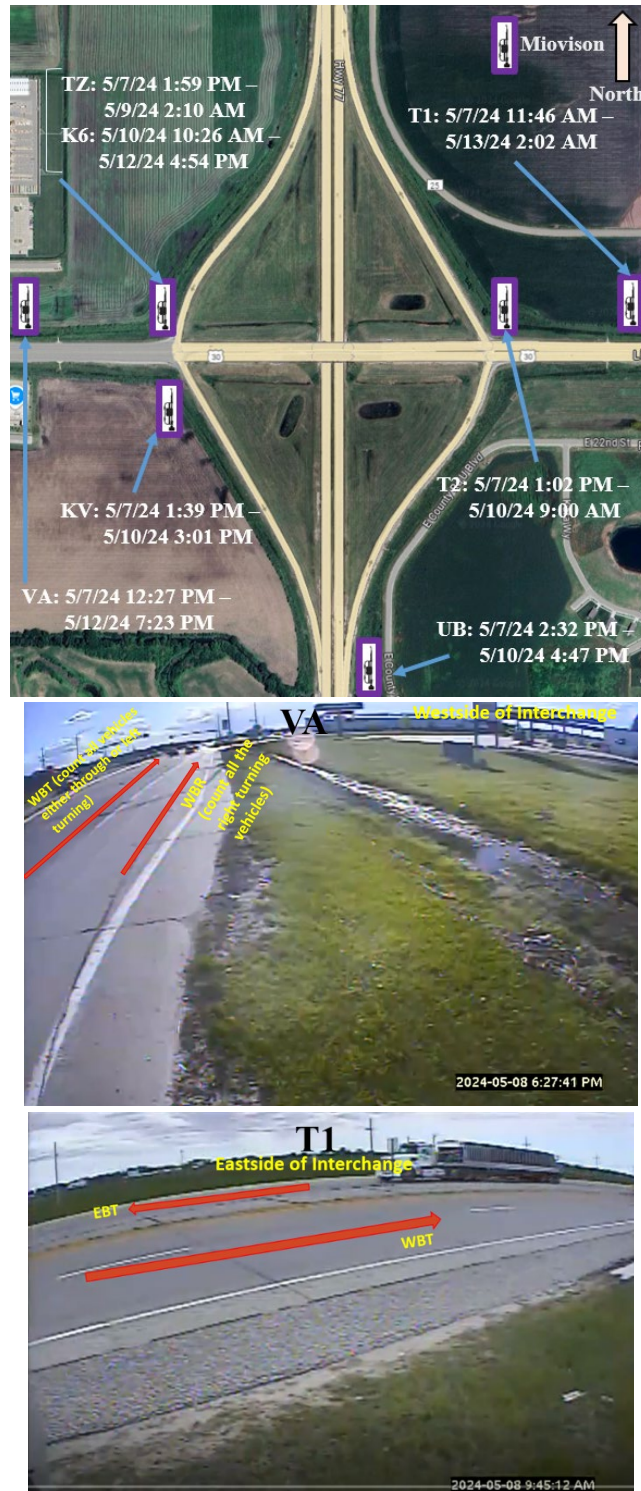 Miovison
North
Hwy 77
TZ: 5/7/24 1:59 PM –
5/9/24 2:10 AM
K6: 5/10/24 10:26 AM –
5/12/24 4:54 PM
T1: 5/7/24 11:46 AM –
5/13/24 2:02 AM
25
30
30
U
E 22nd St
E County Blvd
KV: 5/7/24 1:39 PM –
5/10/24 3:01 PM
T2: 5/7/24 1:02 PM –
5/10/24 9:00 AM
VA: 5/7/24 12:27 PM –
5/12/24 7:23 PM
UB: 5/7/24 2:32 PM –
5/10/24 4:47 PM
E County
VA
Westside of Interchange
WBT (count all vehicles
either through or left
turning)
WBR
(count all the
right turning
vehicles)
2024-05-08 6:27:41 PM
T1
Eastside of Interchange
EBT
WBT
2024-05-08 9:45:12 AM